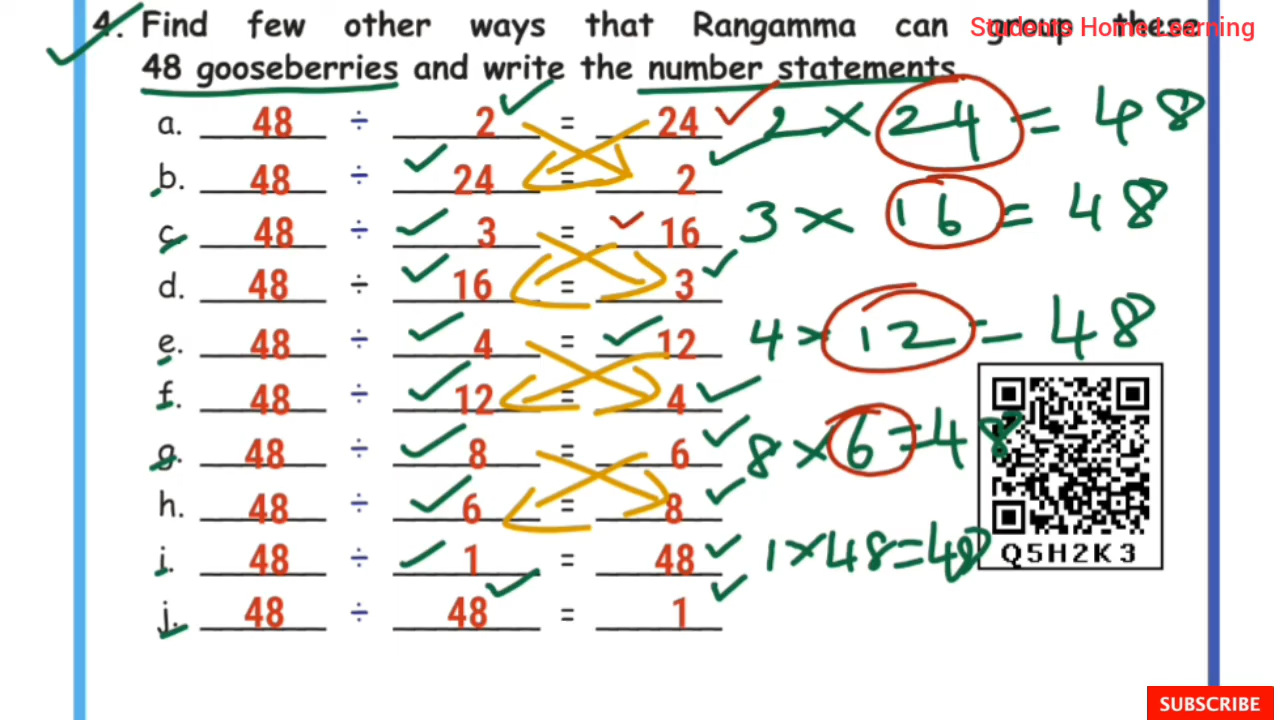 Students Home Learning
4. Find few other ways that Rangamma can group these
48 gooseberries and write the number statements.
a. 48 ÷ 2 = 24 2 × 24 = 48
b. 48 ÷ 24 = 2
c. 48 ÷ 3 = 16 3 × 16 = 48
d. 48 ÷ 16 = 3
e. 48 ÷ 4 = 12 4 × 12 = 48
f. 48 ÷ 12 = 4
g. 48 ÷ 8 = 6 8 × 6 = 48
h. 48 ÷ 6 = 8
i. 48 ÷ 1 = 48 1 × 48 = 48
Q5H2K3
j. 48 ÷ 48 = 1
SUBSCRIBE